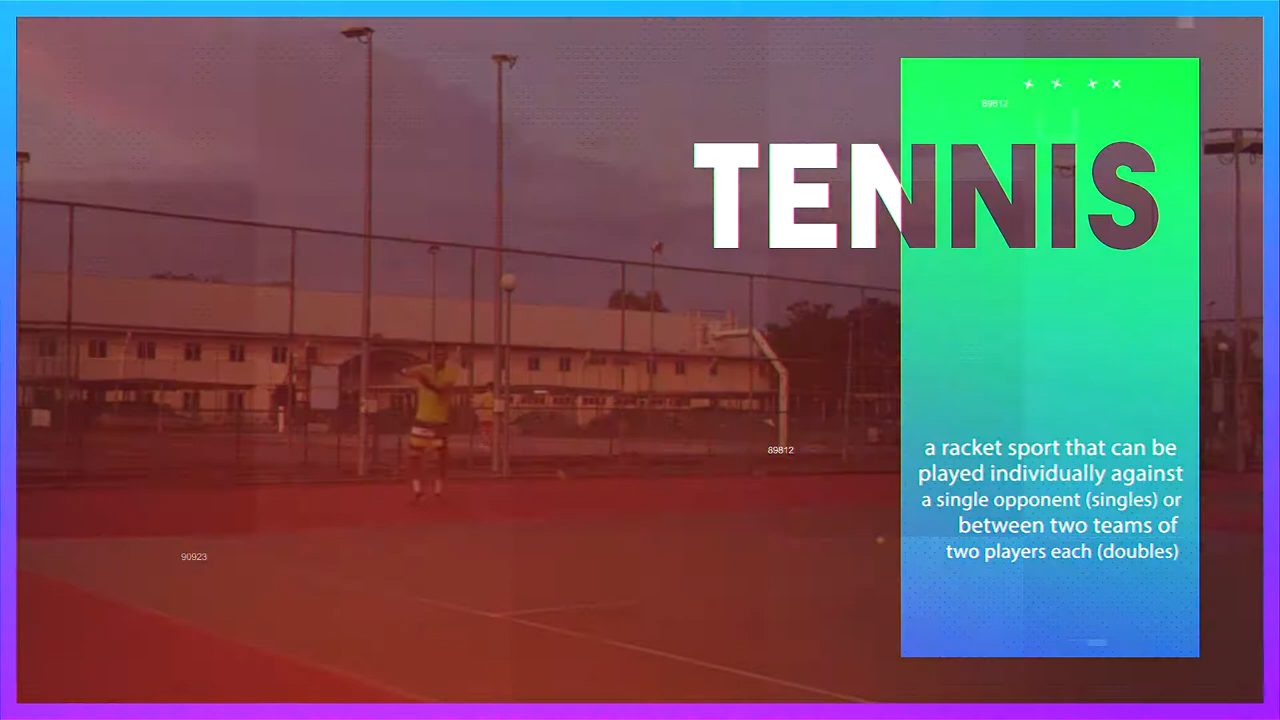 89812
TENNIS
a racket sport that can be
played individually against
a single opponent (singles) or
between two teams of
two players each (doubles)
89812
90923